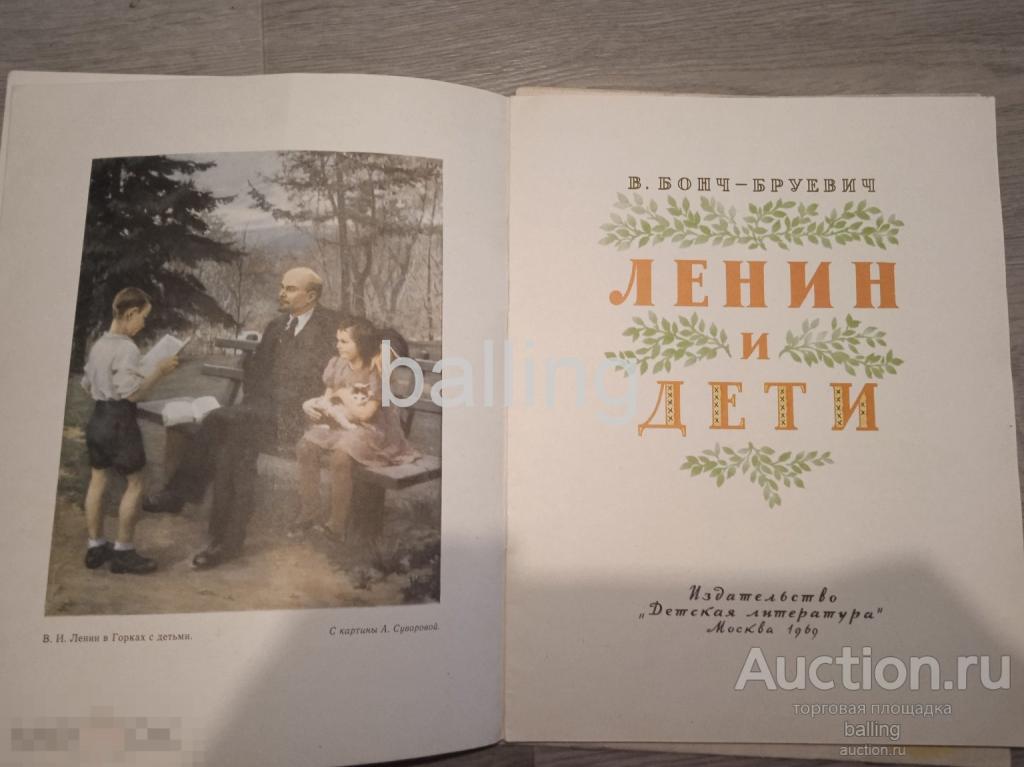 В. И. Ленин в Горках с детьми.
С картины А. Суворовой.
В. БОНЧ-БРУЕВИЧ
ЛЕНИН
И
ДЕТИ
Издательство
„Детская литература"
Москва 1969
balling
Auction.ru
торговая площадка
balling
auction.ru